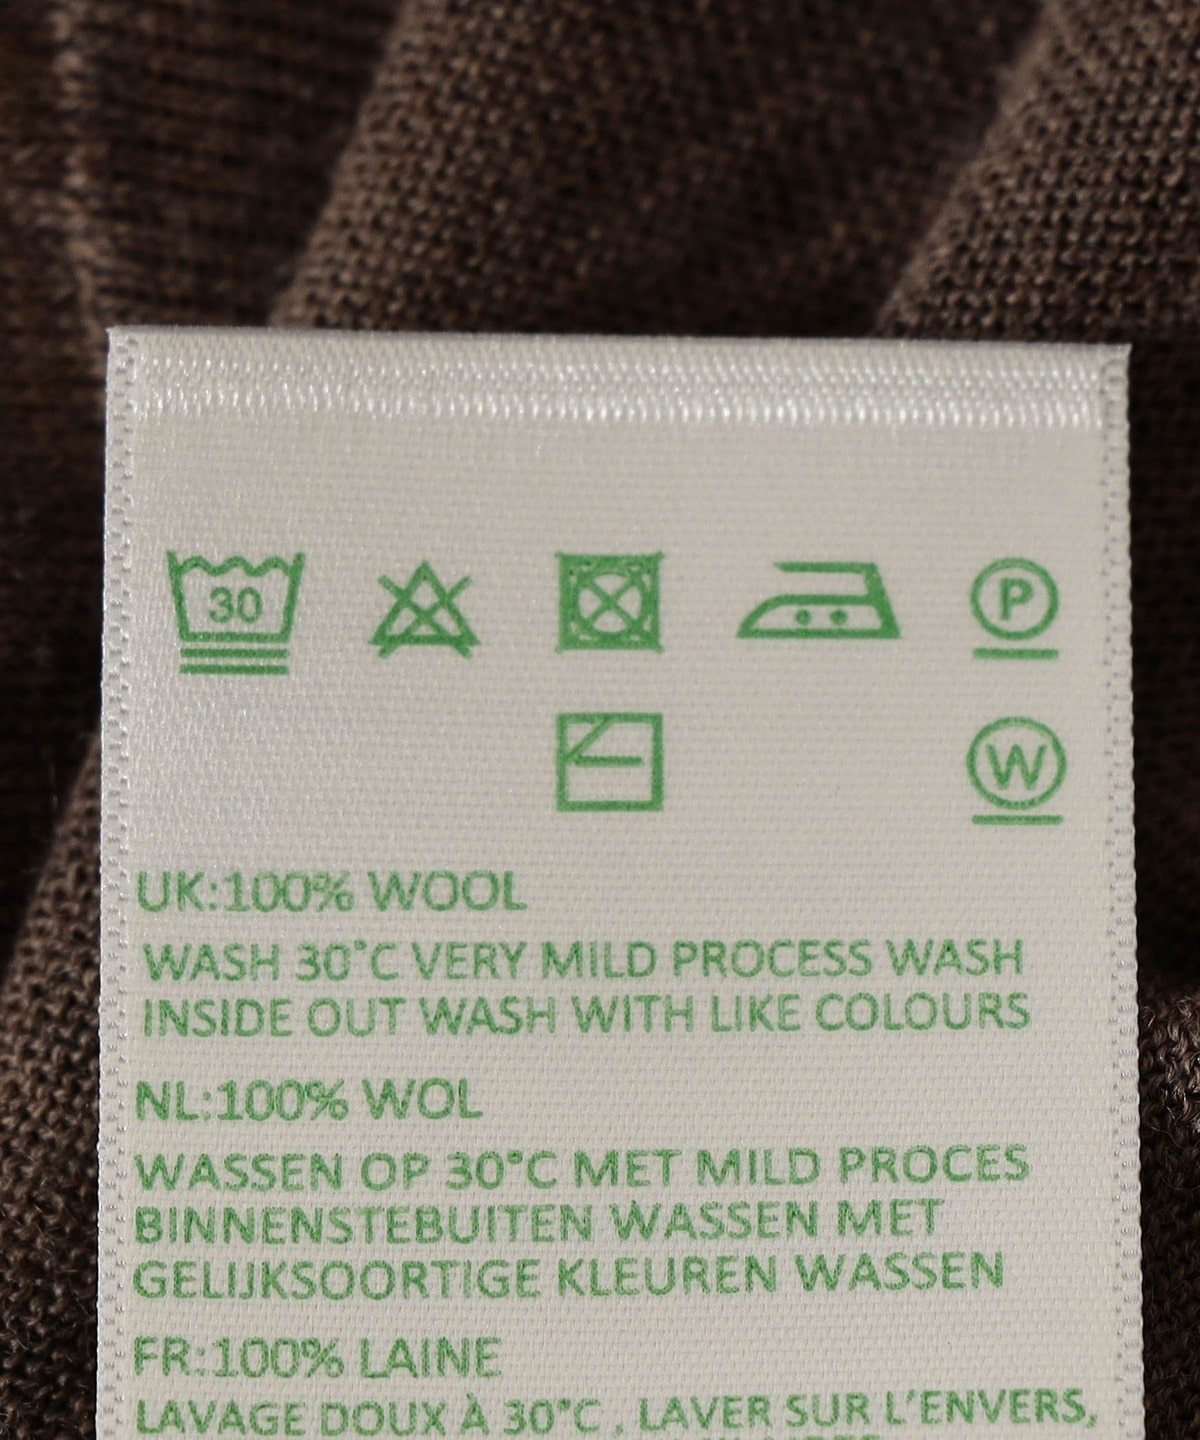 30
P
W
UK:100% WOOL
WASH 30°C VERY MILD PROCESS WASH
INSIDE OUT WASH WITH LIKE COLOURS
NL:100% WOL
WASSEN OP 30°C MET MILD PROCES
BINNENSTEBUITEN WASSEN MET
GELIJKSOORTIGE KLEUREN WASSEN
FR:100% LAINE
LAVAGE DOUX À 30°C , LAVER SUR L'ENVERS,